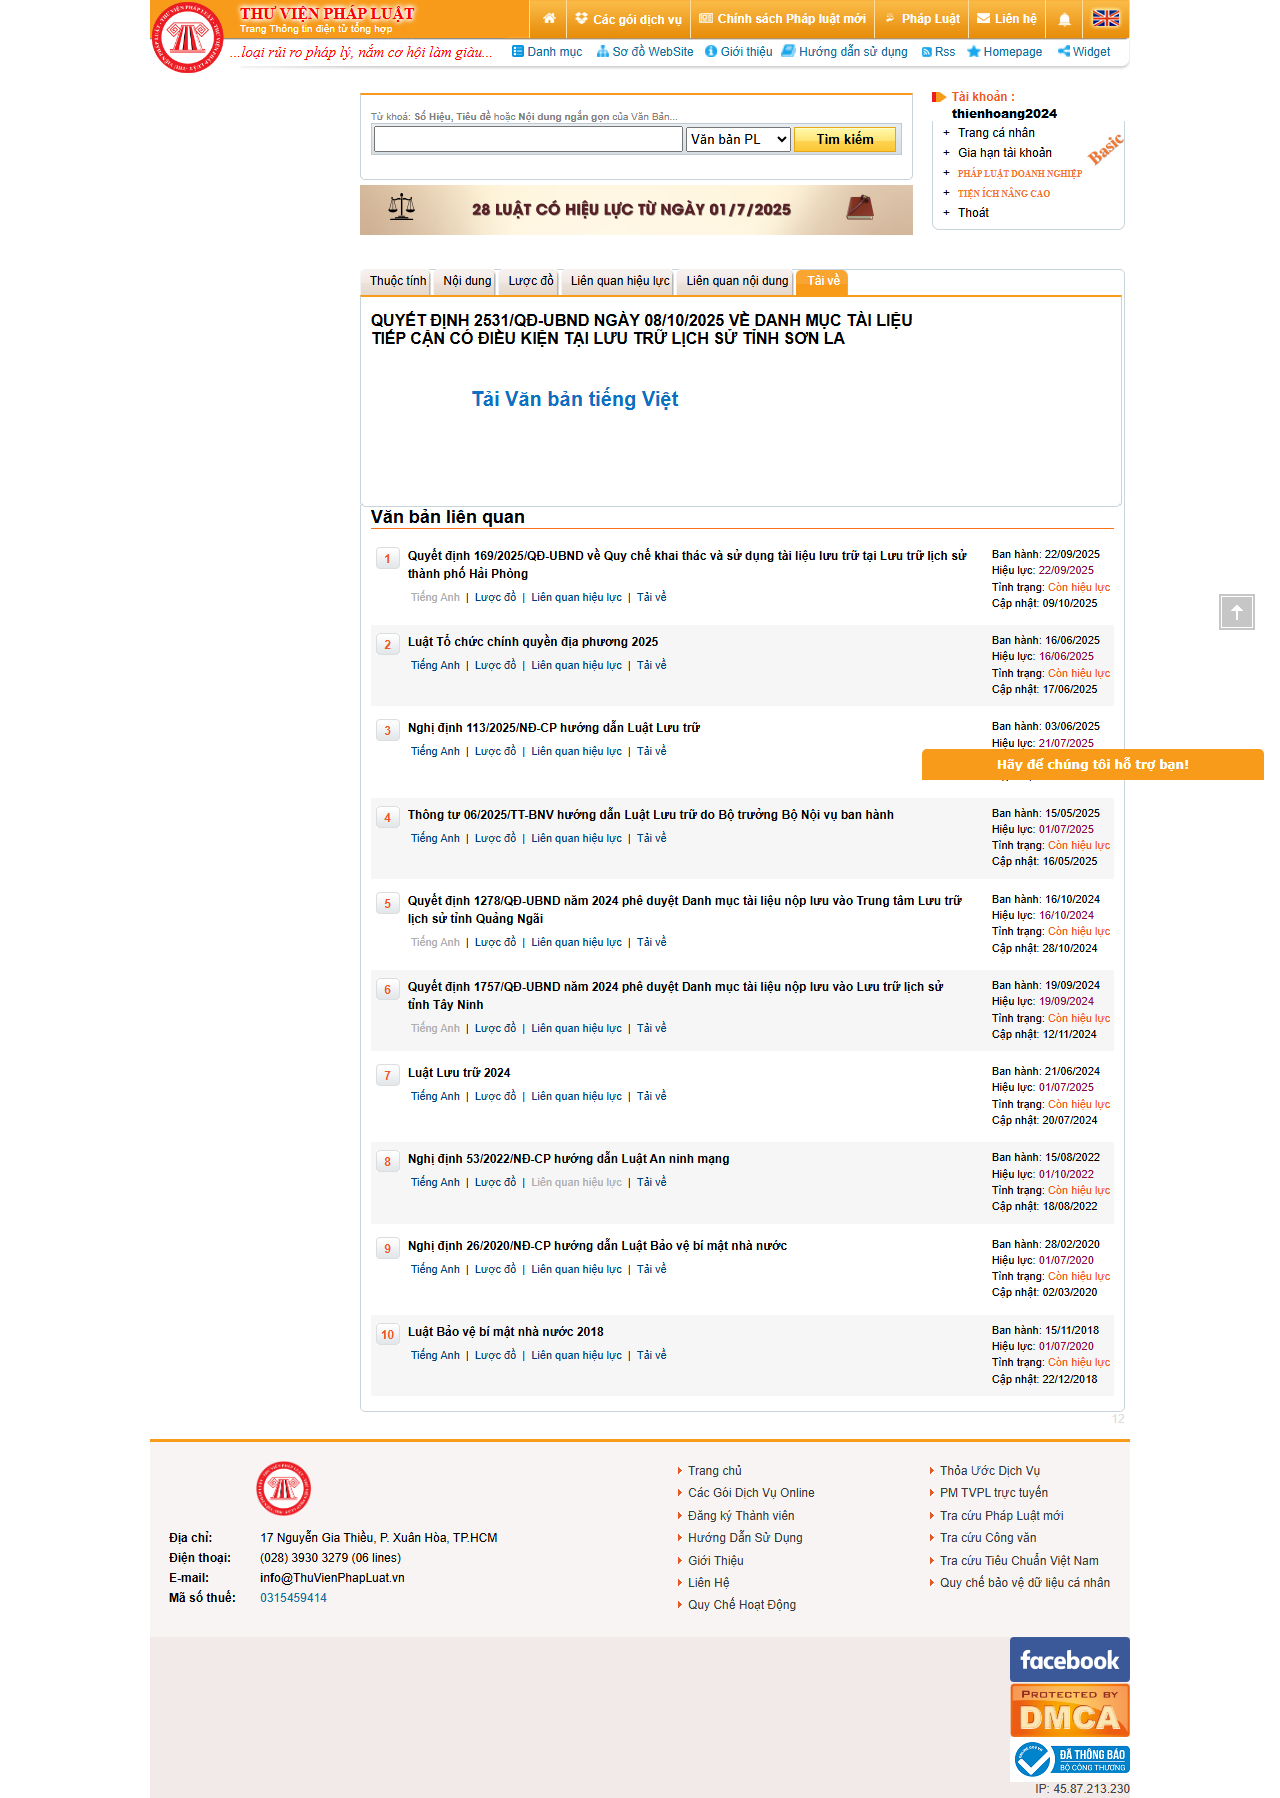 THƯ VIỆN PHÁP LUẬT
Trang Thông tin điện tử tổng hợp
Các gói dịch vụ
Chính sách Pháp luật mới
Pháp Luật
Liên hệ
...loại rủi ro pháp lý, nắm cơ hội làm giàu...
Danh mục
Sơ đồ WebSite
Giới thiệu
Hướng dẫn sử dụng
Rss
Homepage
Widget
Từ khoá: Số Hiệu, Tiêu đề hoặc Nội dung ngắn gọn của Văn Bản...
Văn bản PL
Tìm kiếm
28 LUẬT CÓ HIỆU LỰC TỪ NGÀY 01/7/2025
Tài khoản :
thienhoang2024
+ Trang cá nhân
+ Gia hạn tài khoản
+ PHÁP LUẬT DOANH NGHIỆP
+ TIỆN ÍCH NÂNG CAO
+ Thoát
Basic
Thuộc tính
Nội dung
Lược đồ
Liên quan hiệu lực
Liên quan nội dung
Tải về
QUYẾT ĐỊNH 2531/QĐ-UBND NGÀY 08/10/2025 VỀ DANH MỤC TÀI LIỆU
TIẾP CẬN CÓ ĐIỀU KIỆN TẠI LƯU TRỮ LỊCH SỬ TỈNH SƠN LA
Tải Văn bản tiếng Việt
Văn bản liên quan
1
Quyết định 169/2025/QĐ-UBND về Quy chế khai thác và sử dụng tài liệu lưu trữ tại Lưu trữ lịch sử
thành phố Hải Phòng
Tiếng Anh | Lược đồ | Liên quan hiệu lực | Tải về
Ban hành: 22/09/2025
Hiệu lực: 22/09/2025
Tình trạng: Còn hiệu lực
Cập nhật: 09/10/2025
2
Luật Tổ chức chính quyền địa phương 2025
Tiếng Anh | Lược đồ | Liên quan hiệu lực | Tải về
Ban hành: 16/06/2025
Hiệu lực: 16/06/2025
Tình trạng: Còn hiệu lực
Cập nhật: 17/06/2025
3
Nghị định 113/2025/NĐ-CP hướng dẫn Luật Lưu trữ
Tiếng Anh | Lược đồ | Liên quan hiệu lực | Tải về
Ban hành: 03/06/2025
Hiệu lực: 21/07/2025
Hãy để chúng tôi hỗ trợ bạn!
4
Thông tư 06/2025/TT-BNV hướng dẫn Luật Lưu trữ do Bộ trưởng Bộ Nội vụ ban hành
Tiếng Anh | Lược đồ | Liên quan hiệu lực | Tải về
Ban hành: 15/05/2025
Hiệu lực: 01/07/2025
Tình trạng: Còn hiệu lực
Cập nhật: 16/05/2025
5
Quyết định 1278/QĐ-UBND năm 2024 phê duyệt Danh mục tài liệu nộp lưu vào Trung tâm Lưu trữ
lịch sử tỉnh Quảng Ngãi
Tiếng Anh | Lược đồ | Liên quan hiệu lực | Tải về
Ban hành: 16/10/2024
Hiệu lực: 16/10/2024
Tình trạng: Còn hiệu lực
Cập nhật: 28/10/2024
6
Quyết định 1757/QĐ-UBND năm 2024 phê duyệt Danh mục tài liệu nộp lưu vào Lưu trữ lịch sử
tỉnh Tây Ninh
Tiếng Anh | Lược đồ | Liên quan hiệu lực | Tải về
Ban hành: 19/09/2024
Hiệu lực: 19/09/2024
Tình trạng: Còn hiệu lực
Cập nhật: 12/11/2024
7
Luật Lưu trữ 2024
Tiếng Anh | Lược đồ | Liên quan hiệu lực | Tải về
Ban hành: 21/06/2024
Hiệu lực: 01/07/2025
Tình trạng: Còn hiệu lực
Cập nhật: 20/07/2024
8
Nghị định 53/2022/NĐ-CP hướng dẫn Luật An ninh mạng
Tiếng Anh | Lược đồ | Liên quan hiệu lực | Tải về
Ban hành: 15/08/2022
Hiệu lực: 01/10/2022
Tình trạng: Còn hiệu lực
Cập nhật: 18/08/2022
9
Nghị định 26/2020/NĐ-CP hướng dẫn Luật Bảo vệ bí mật nhà nước
Tiếng Anh | Lược đồ | Liên quan hiệu lực | Tải về
Ban hành: 28/02/2020
Hiệu lực: 01/07/2020
Tình trạng: Còn hiệu lực
Cập nhật: 02/03/2020
10
Luật Bảo vệ bí mật nhà nước 2018
Tiếng Anh | Lược đồ | Liên quan hiệu lực | Tải về
Ban hành: 15/11/2018
Hiệu lực: 01/07/2020
Tình trạng: Còn hiệu lực
Cập nhật: 22/12/2018
12
Địa chỉ: 17 Nguyễn Gia Thiều, P. Xuân Hòa, TP.HCM
Điện thoại: (028) 3930 3279 (06 lines)
E-mail: info@ThuVienPhapLuat.vn
Mã số thuế: 0315459414
Trang chủ
Các Gói Dịch Vụ Online
Đăng ký Thành viên
Hướng Dẫn Sử Dụng
Giới Thiệu
Liên Hệ
Quy Chế Hoạt Động
Thỏa Ước Dịch Vụ
PM TVPL trực tuyến
Tra cứu Pháp Luật mới
Tra cứu Công văn
Tra cứu Tiêu Chuẩn Việt Nam
Quy chế bảo vệ dữ liệu cá nhân
facebook
PROTECTED BY
DMCA
ĐÃ THÔNG BÁO
BỘ CÔNG THƯƠNG
IP: 45.87.213.230